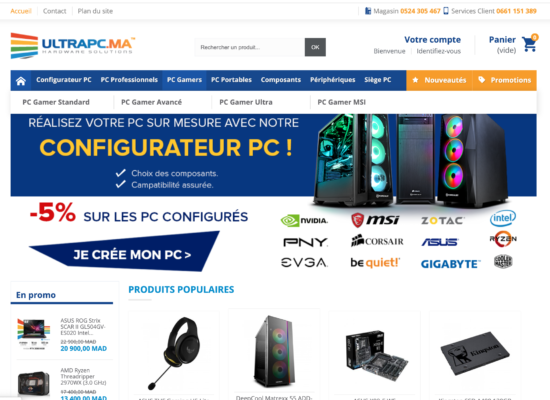 Accueil Contact Plan du site Magasin 0524 305 467 Services Client 0661 151 389
ULTRAPC.MA
HARDWARE SOLUTIONS
Rechercher un produit... OK
Votre compte
Bienvenue Identifiez-vous
Panier
(vide)
0
Configurateur PC PC Professionnels PC Gamers PC Portables Composants Périphériques Siège PC Nouveautés Promotions
PC Gamer Standard PC Gamer Avancé PC Gamer Ultra PC Gamer MSI
RÉALISEZ VOTRE PC SUR MESURE AVEC NOTRE
CONFIGURATEUR PC !
Choix des composants.
Campatibilité assurée.
-5% SUR LES PC CONFIGURÉS
JE CRÉE MON PC >
NVIDIA. msi ZOTAC intel
PNY CORSAIR ASUS RYZEN
EVGA be quiet! GIGABYTE COOLER MASTER
En promo
ASUS ROG Strix
SCAR II GL504GV-
ES020 Intel...
22 900,00 MAD
20 900,00 MAD
AMD Ryzen
Threadripper
2970WX (3.0 GHz)
17 400,00 MAD
13 400,00 MAD
PRODUITS POPULAIRES
Kingston